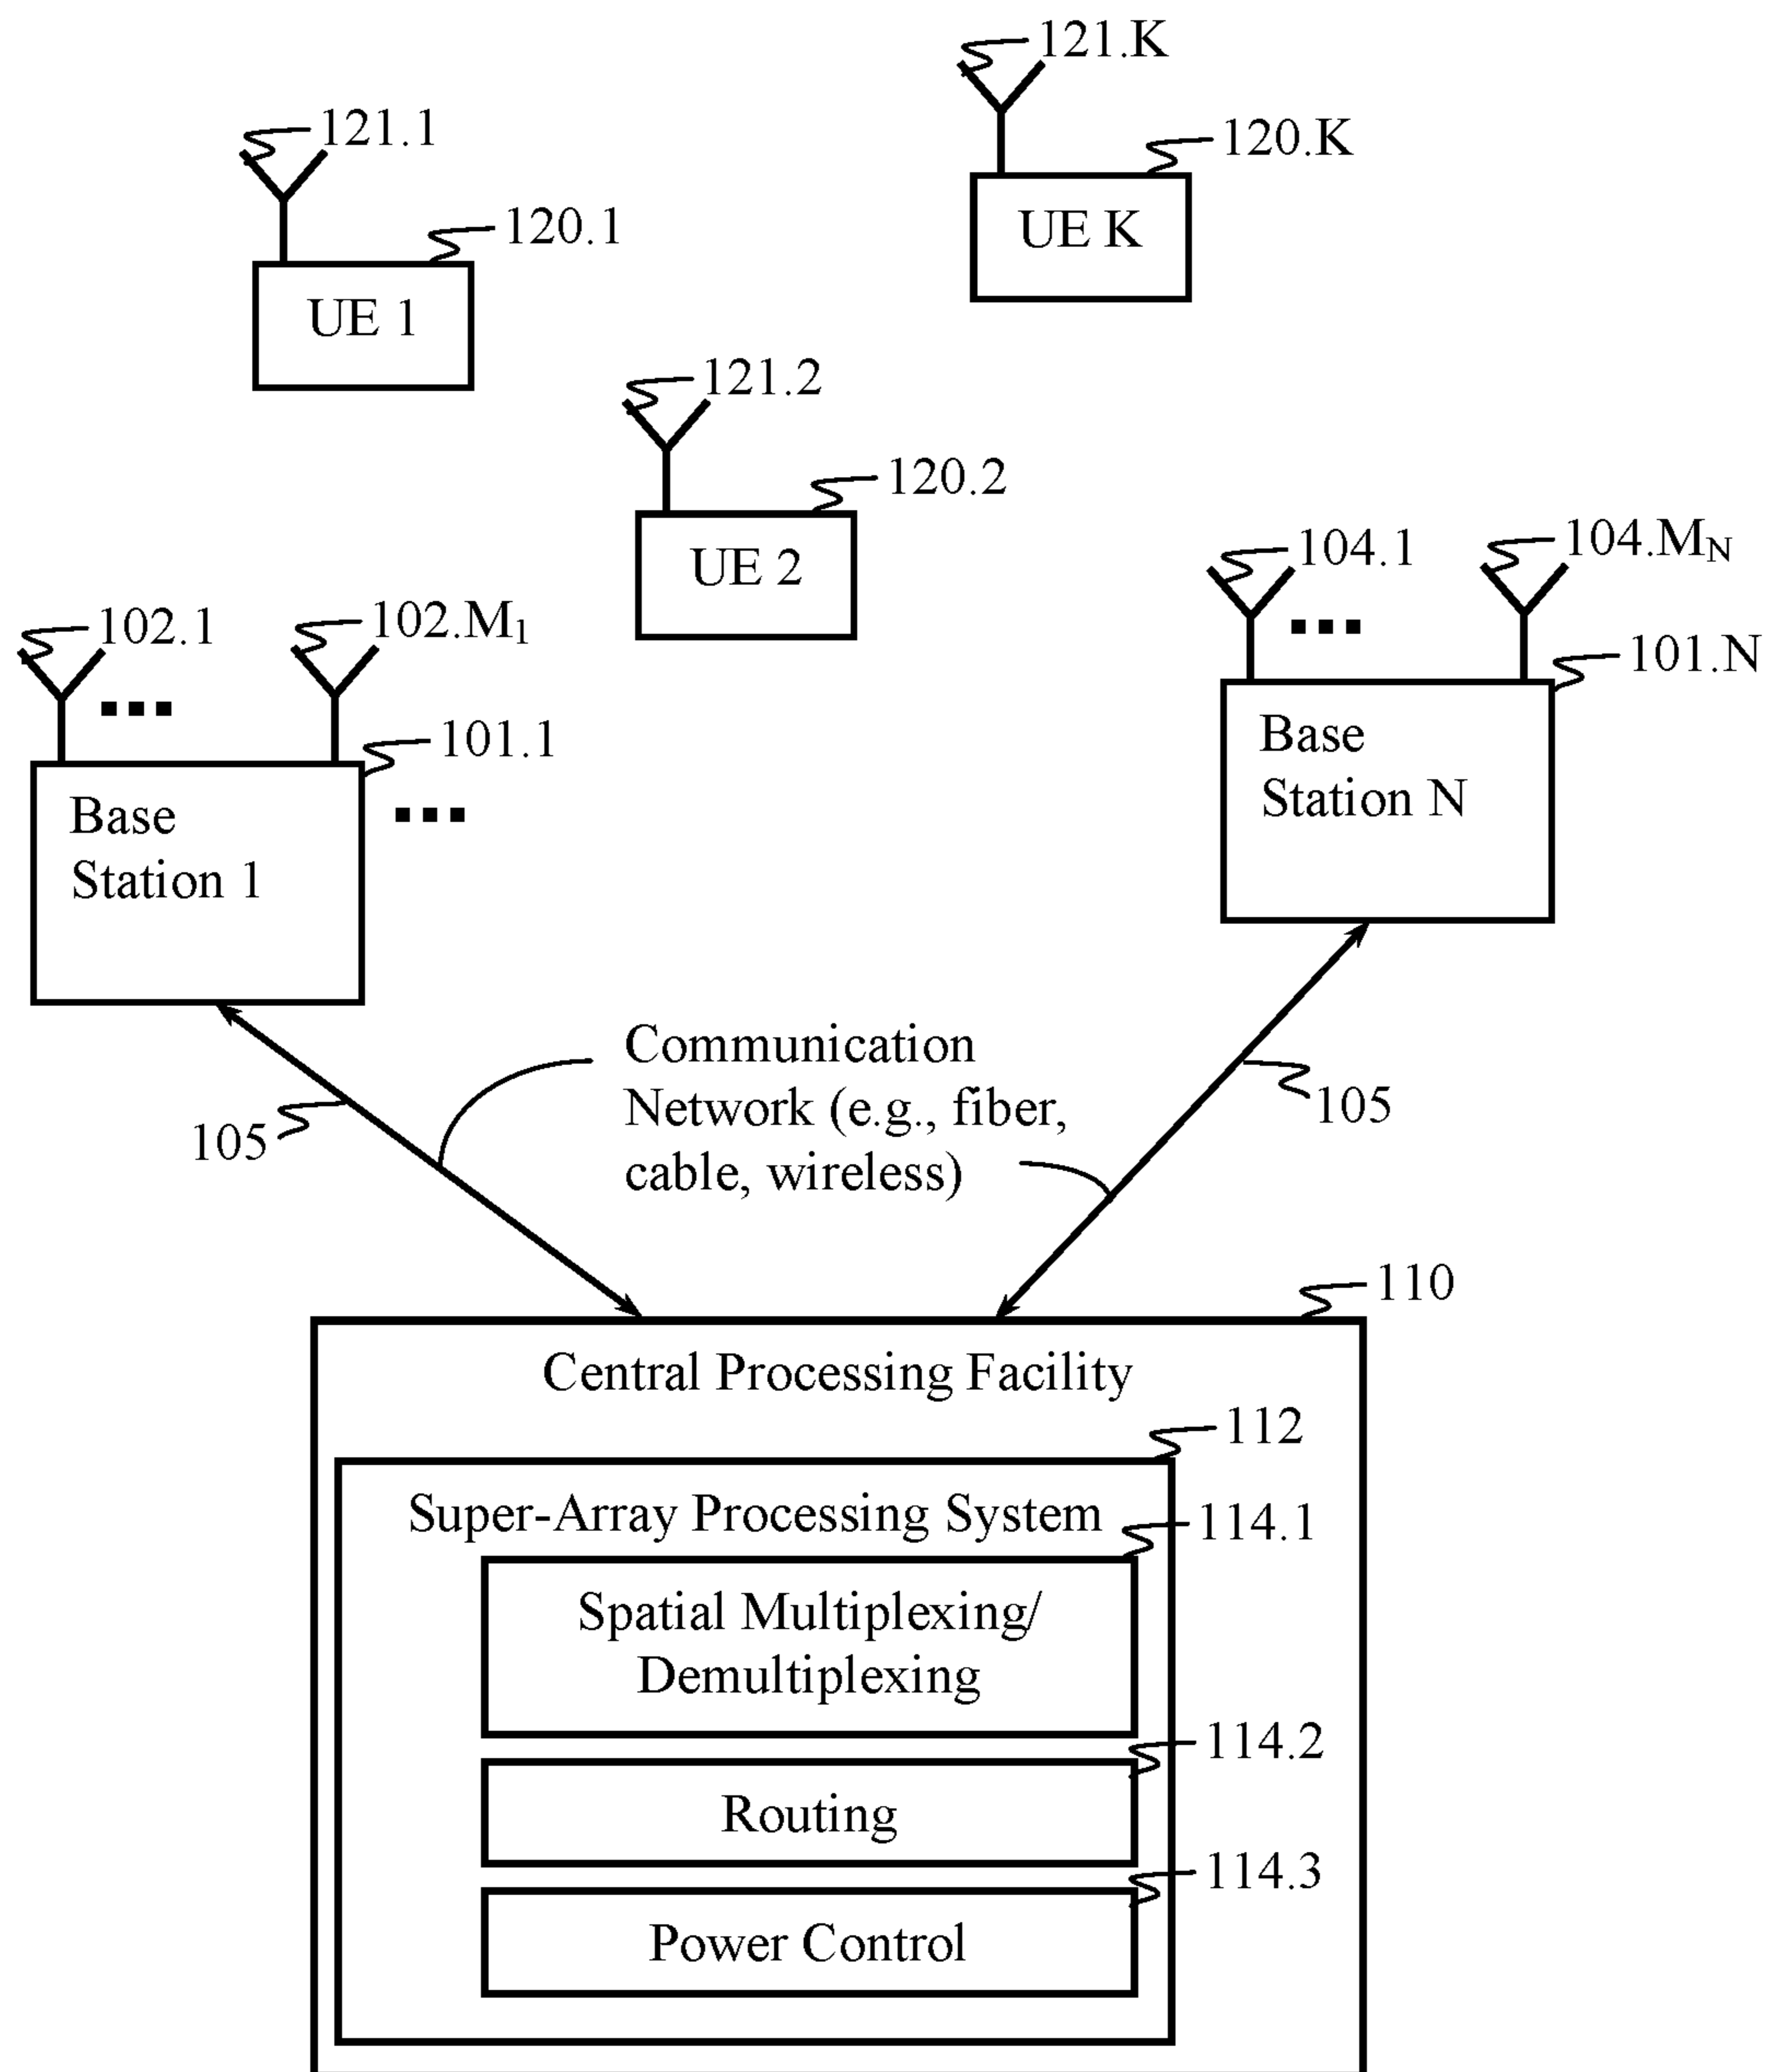 121.K
121.1
120.K
120.1
UE K
UE 1
121.2
120.2
104.1
104.MN
UE 2
102.1
102.M1
101.N
101.1
Base
Station N
Base
Station 1
Communication
Network (e.g., fiber,
cable, wireless)
105
105
110
Central Processing Facility
112
Super-Array Processing System
114.1
Spatial Multiplexing/
Demultiplexing
114.2
Routing
114.3
Power Control